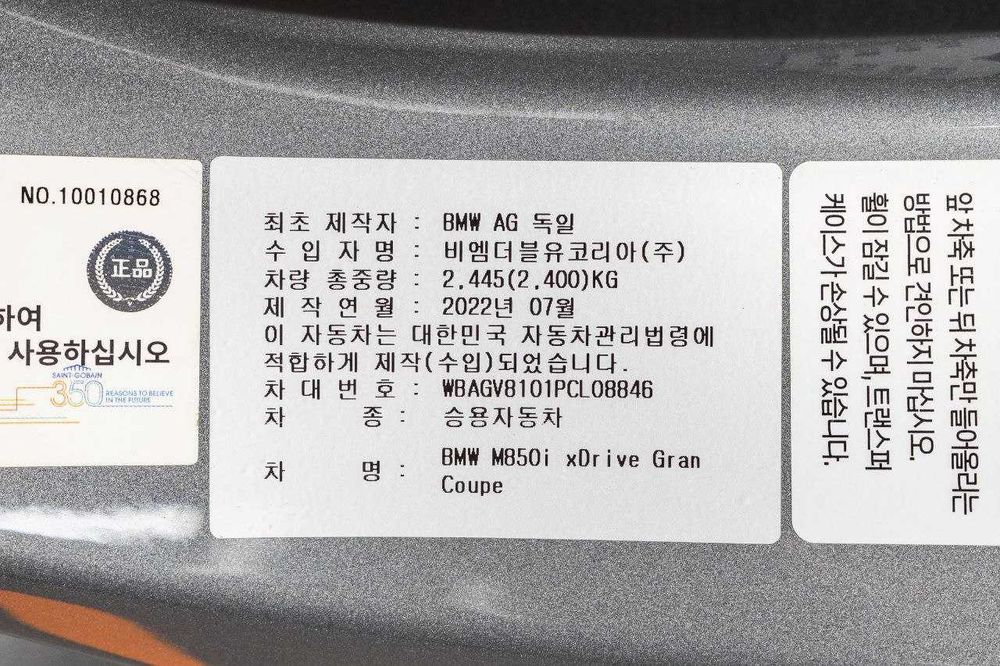 NO.10010868
正品
하여
사용하십시오
SAINT-GOBAIN
350 REASONS TO BELIEVE
IN THE FUTURE
최초 제작자 : BMW AG 독일
수 입 자 명 : 비엠더블유코리아(주)
차량 총중량 : 2,445(2,400)KG
제 작 연 월 : 2022년 07월
이 자동차는 대한민국 자동차관리법령에
적합하게 제작(수입)되었습니다.
차 대 번 호 : WBAGV8101PCL08846
차 종 : 승용자동차
차 명 : BMW M850i xDrive Gran
Coupe
앞 차축 또는 뒤 차축만 들어올리는
방법으로 견인하지 마십시오.
휠이 잠길 수 있으며, 트랜스퍼
케이스가 손상될 수 있습니다.